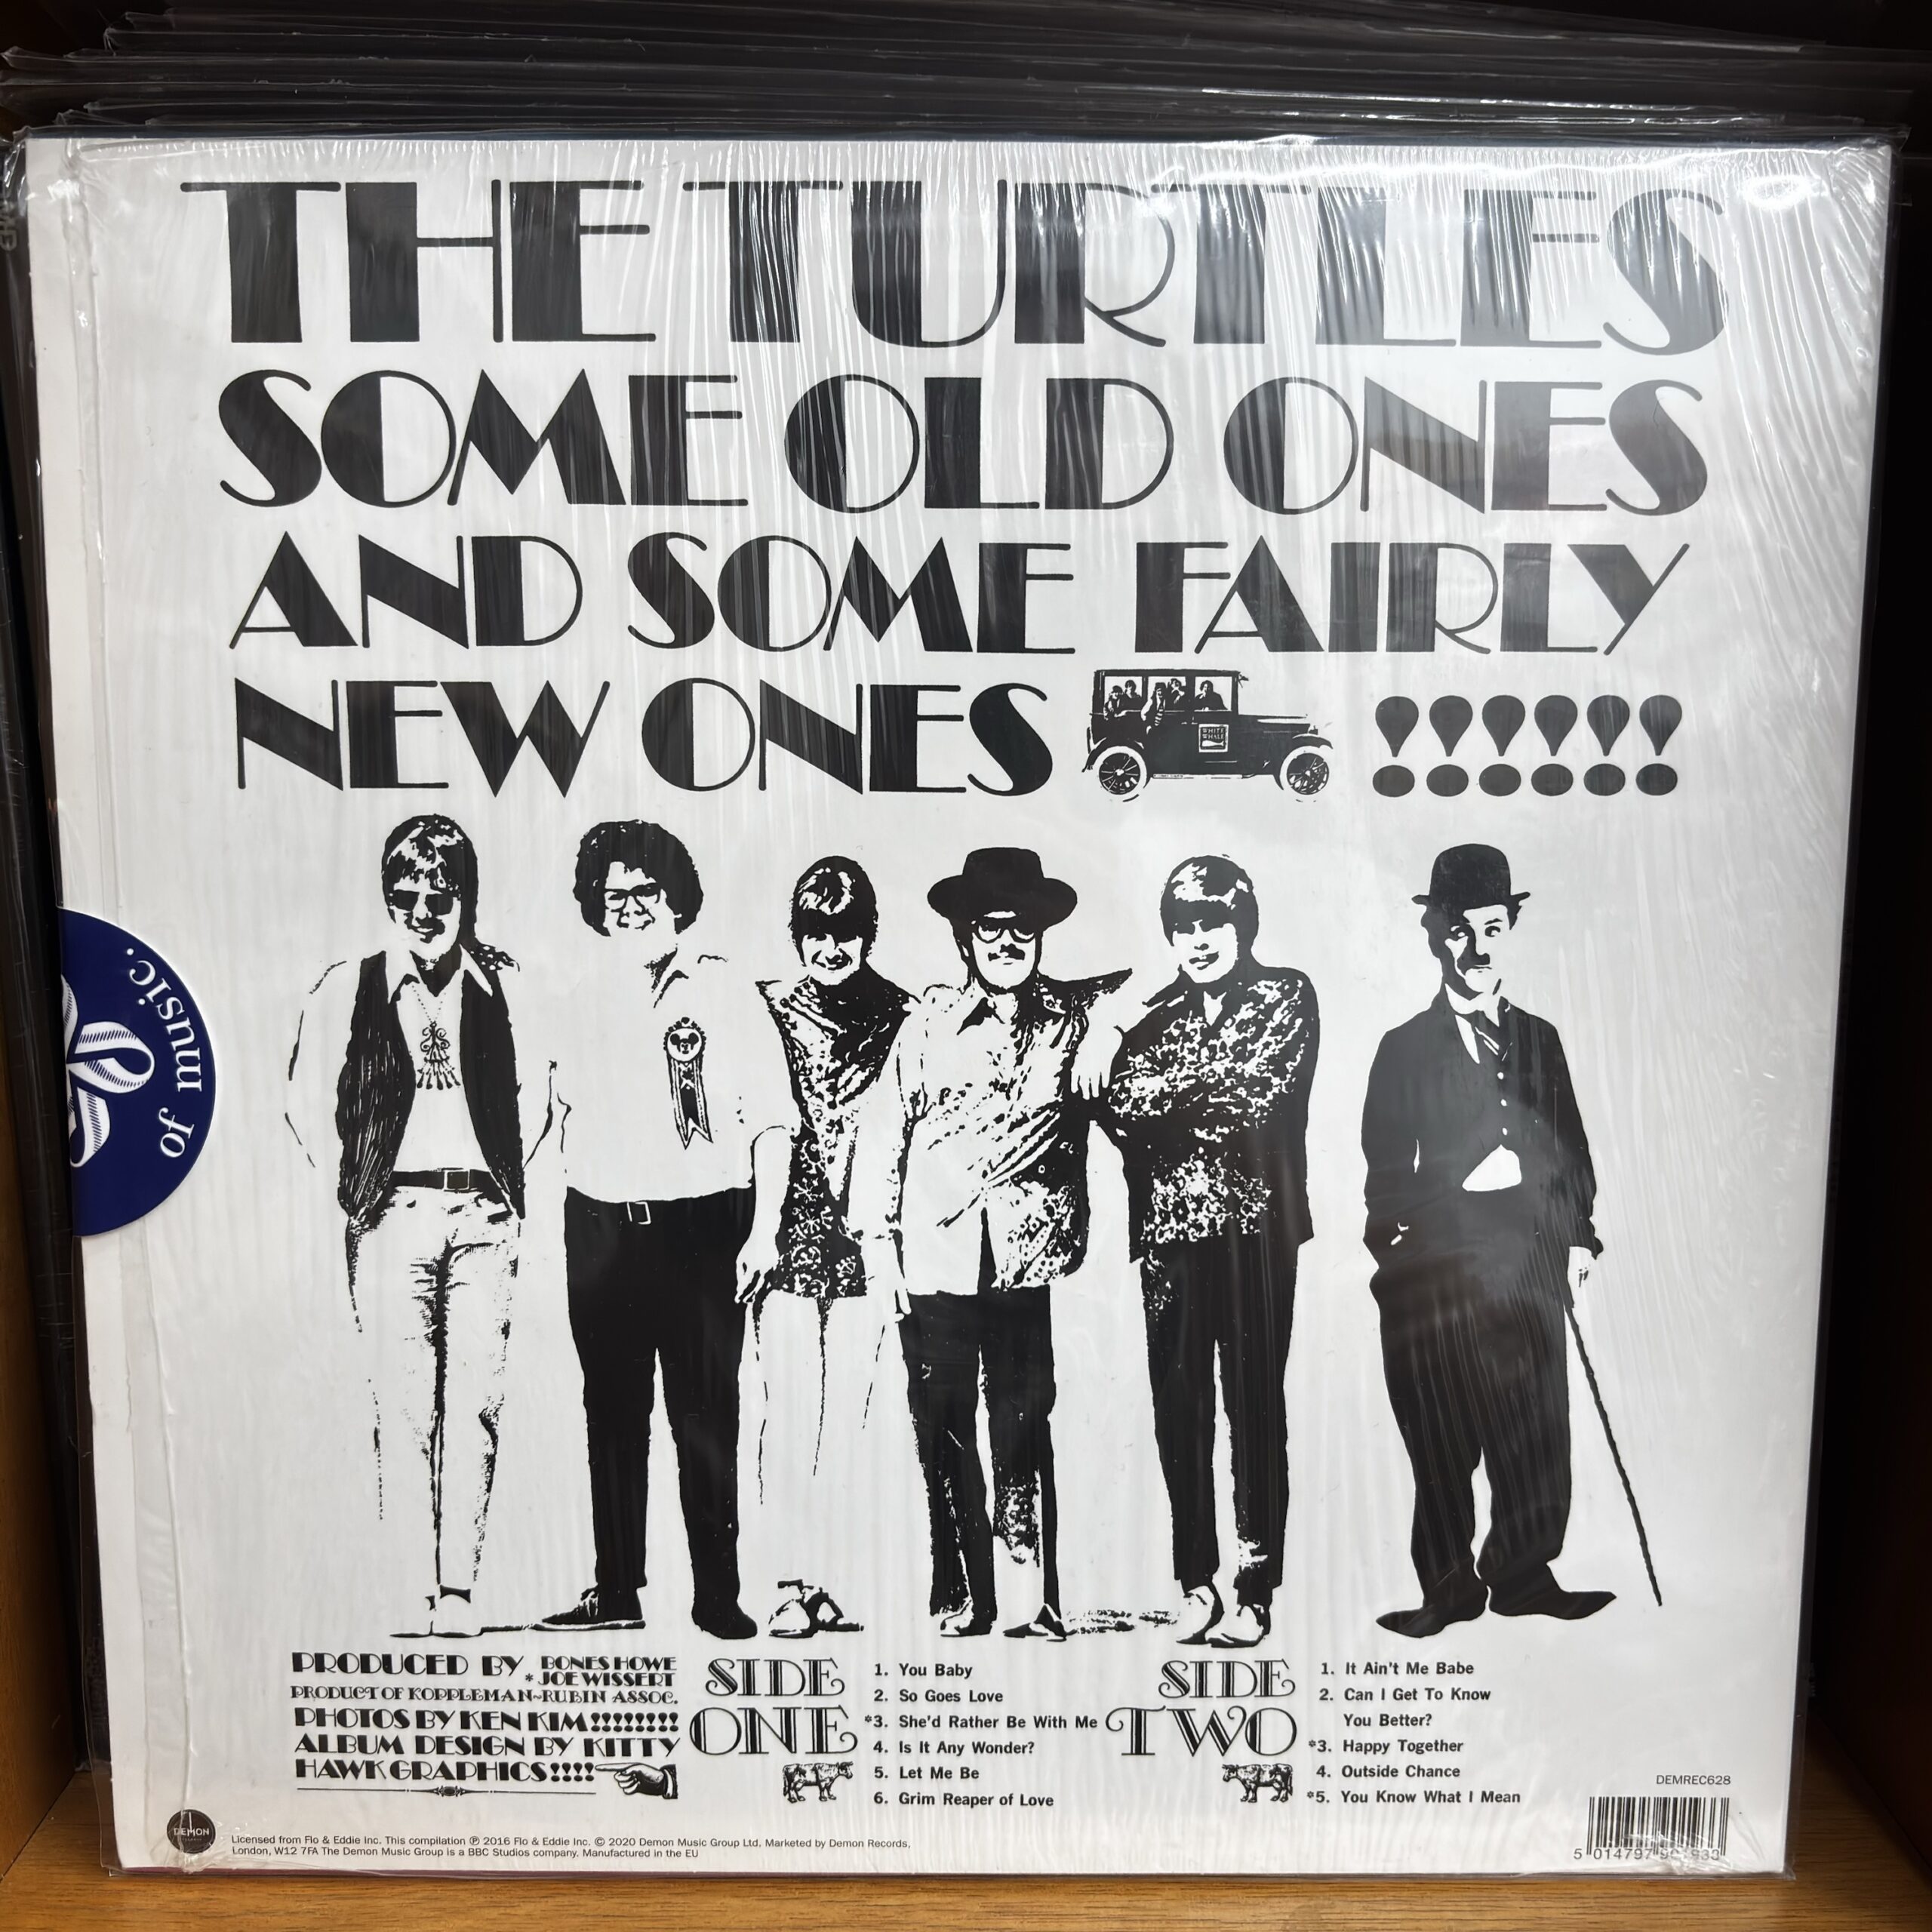 THE TURTLES
SOME OLD ONES
AND SOME FAIRLY
NEW ONES !!!!!!
WHITE
WHALE
of music.
PRODUCED BY BONES HOWE
* JOE WISSERT
PRODUCT OF KOPPLEMAN~RUBIN ASSOC.
PHOTOS BY KEN KIM!!!!!!!!
ALBUM DESIGN BY KITTY
HAWK GRAPHICS!!!!
SIDE
ONE
1. You Baby
2. So Goes Love
*3. She'd Rather Be With Me
4. Is It Any Wonder?
5. Let Me Be
6. Grim Reaper of Love
SIDE
TWO
1. It Ain't Me Babe
2. Can I Get To Know
You Better?
*3. Happy Together
4. Outside Chance
*5. You Know What I Mean
DEMREC628
DEMON
Licensed from Flo & Eddie Inc. This compilation ℗ 2016 Flo & Eddie Inc. © 2020 Demon Music Group Ltd. Marketed by Demon Records,
London, W12 7FA The Demon Music Group is a BBC Studios company. Manufactured in the EU
5 014797